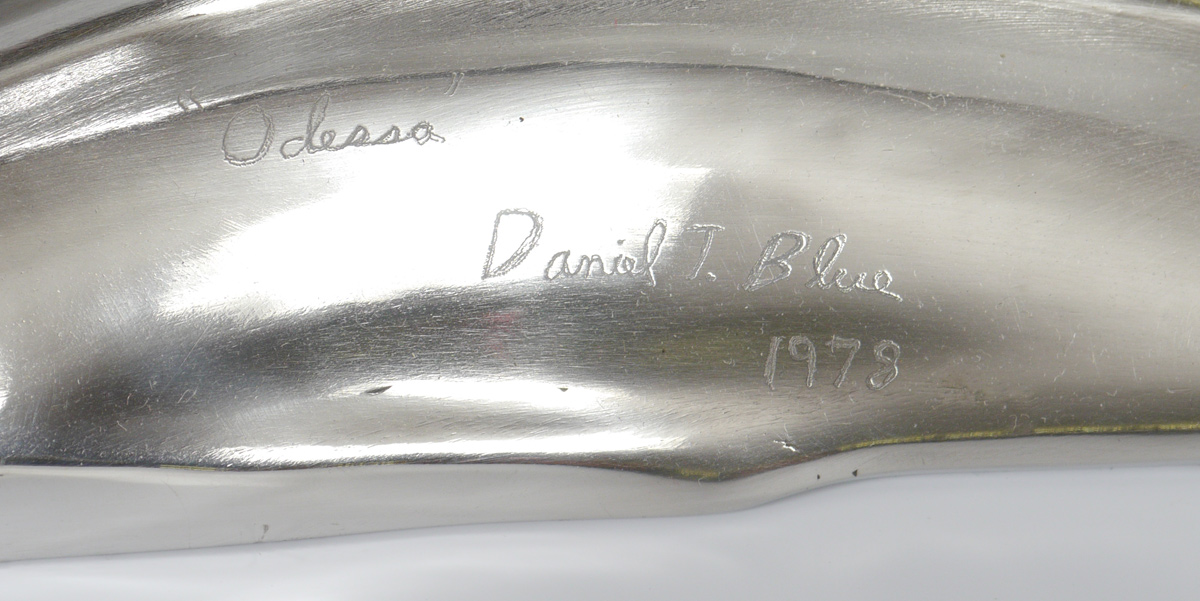 "Odessa"
Daniel T. Blue
1978